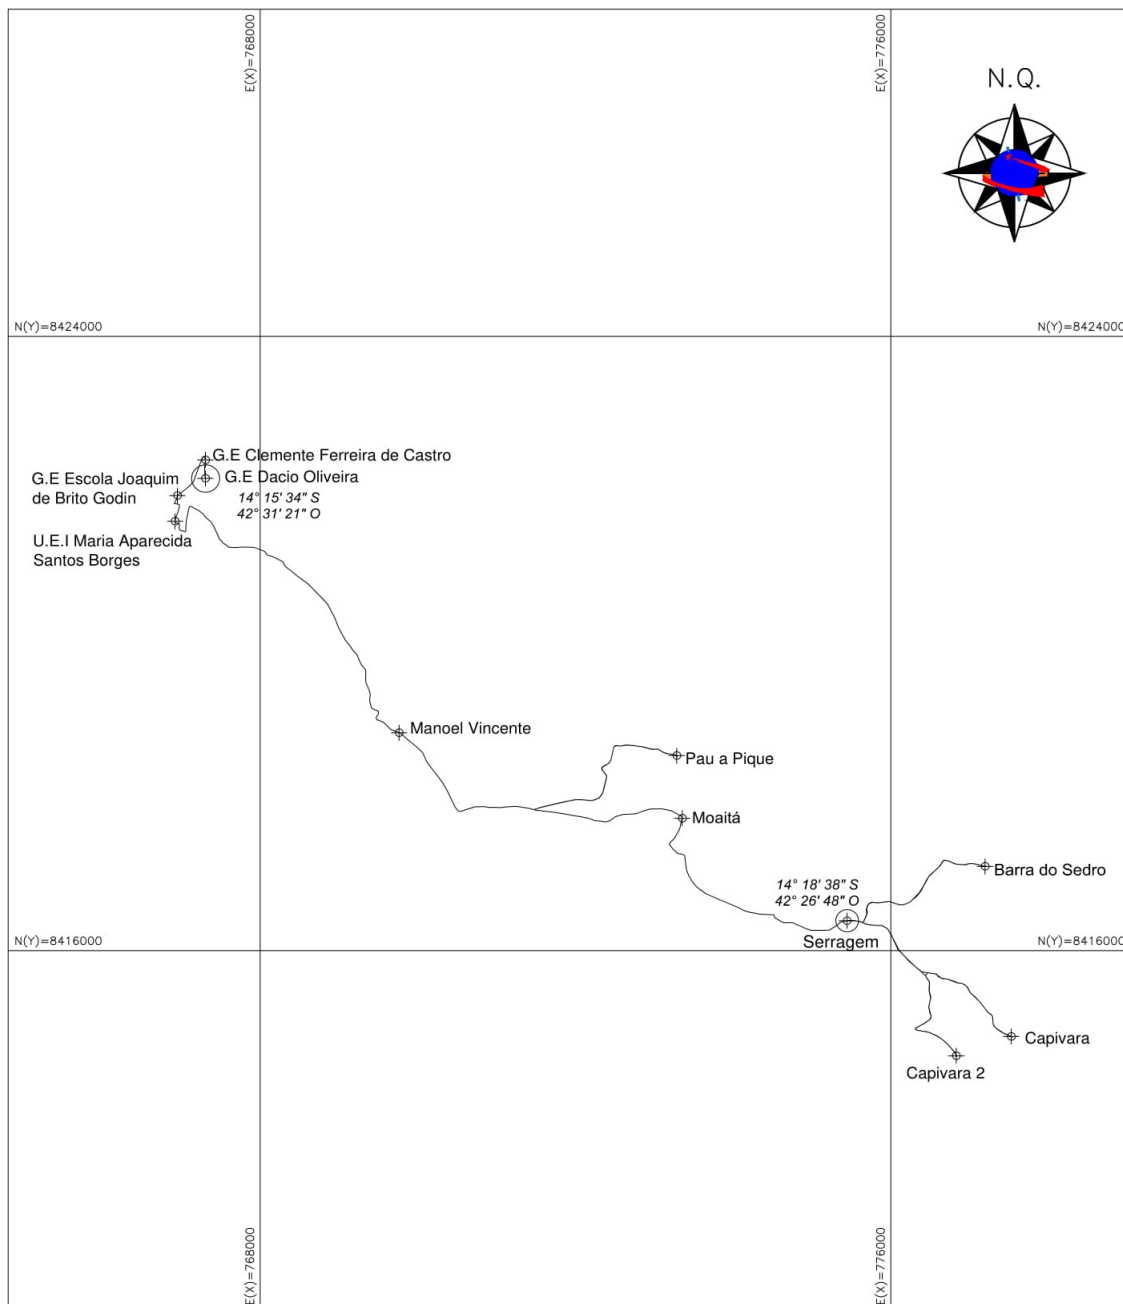 E(X)=768000
E(X)=776000
N.Q.
N(Y)=8424000
N(Y)=8424000
G.E Clemente Ferreira de Castro
G.E Escola Joaquim
de Brito Godin
G.E Dacio Oliveira
14° 15' 34" S
42° 31' 21" O
U.E.I Maria Aparecida
Santos Borges
Manoel Vincente
Pau a Pique
Moaitá
Barra do Sedro
14° 18' 38" S
42° 26' 48" O
Serragem
N(Y)=8416000
N(Y)=8416000
Capivara
Capivara 2
E(X)=768000
E(X)=776000